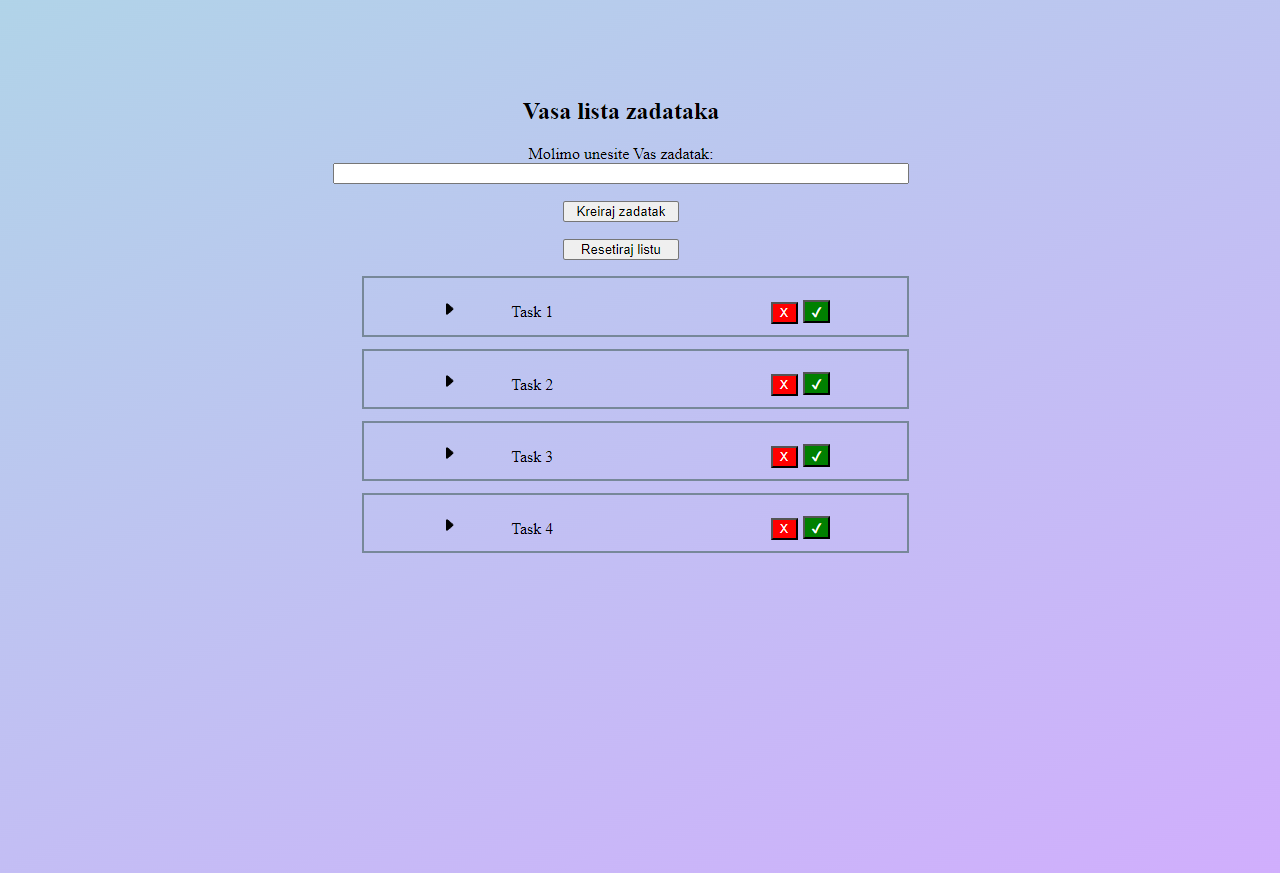 Vasa lista zadataka
Molimo unesite Vas zadatak:
Kreiraj zadatak
Resetiraj listu
Task 1 X ✓
Task 2 X ✓
Task 3 X ✓
Task 4 X ✓